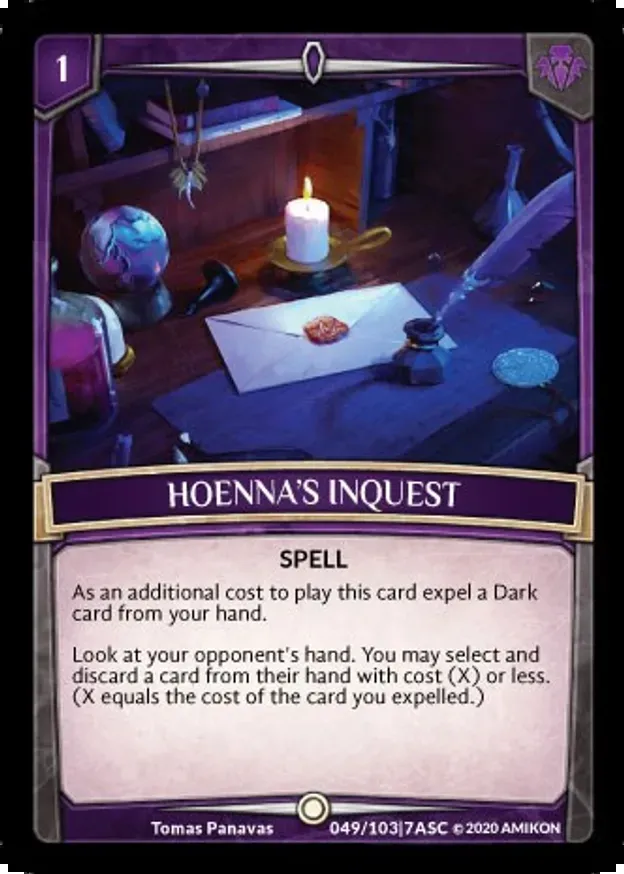 1
HOENNA'S INQUEST
SPELL
As an additional cost to play this card expel a Dark
card from your hand.
Look at your opponent's hand. You may select and
discard a card from their hand with cost (X) or less.
(X equals the cost of the card you expelled.)
Tomas Panavas 049/103|7ASC © 2020 AMIKON